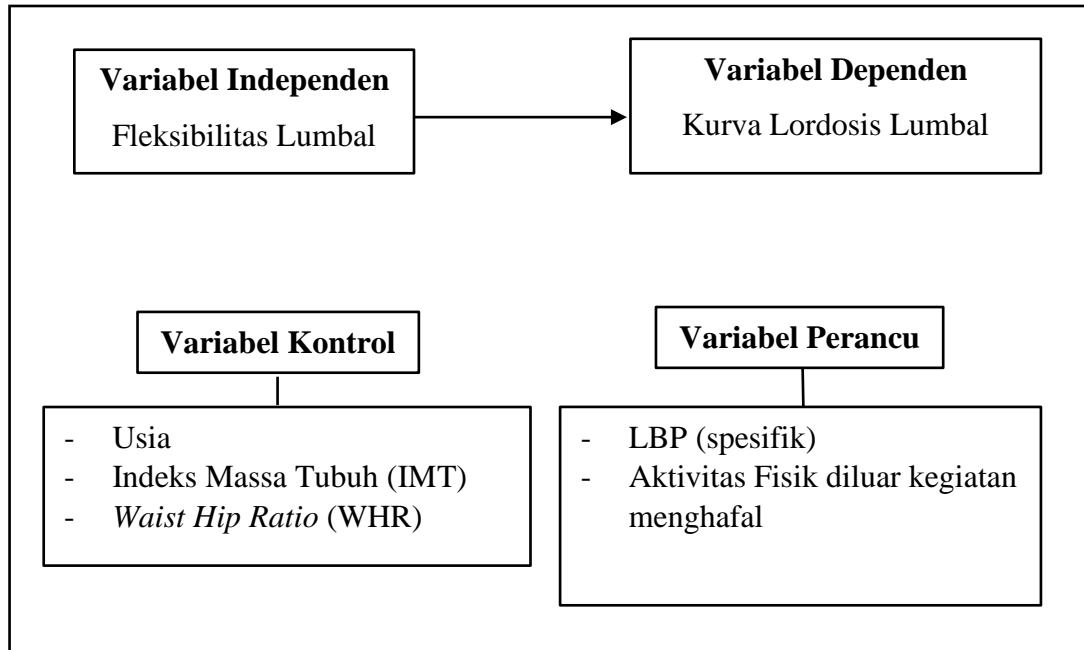 Variabel Independen
Fleksibilitas Lumbal
Variabel Dependen
Kurva Lordosis Lumbal
Variabel Kontrol
- Usia
- Indeks Massa Tubuh (IMT)
- Waist Hip Ratio (WHR)
Variabel Perancu
- LBP (spesifik)
- Aktivitas Fisik diluar kegiatan
menghafal